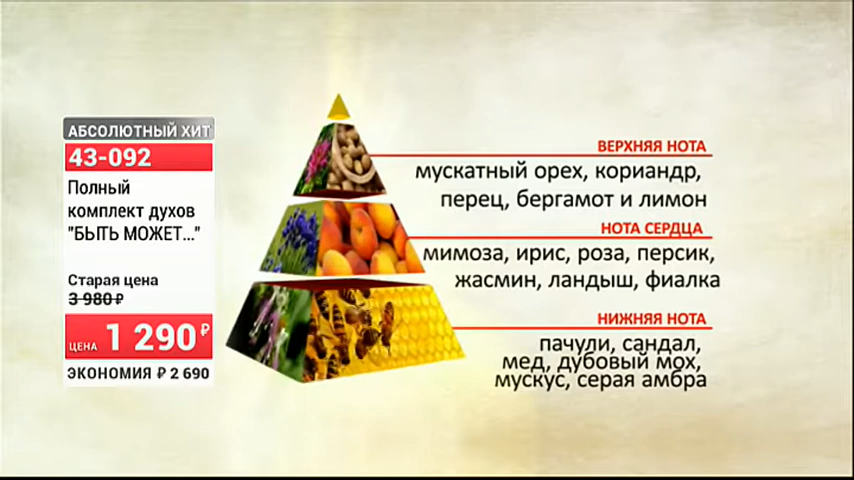 АБСОЛЮТНЫЙ ХИТ
43-092
Полный
комплект духов
"БЫТЬ МОЖЕТ..."
Старая цена
3 980 ₽
ЦЕНА 1 290 ₽
ЭКОНОМИЯ ₽ 2 690
ВЕРХНЯЯ НОТА
мускатный орех, кориандр,
перец, бергамот и лимон
НОТА СЕРДЦА
мимоза, ирис, роза, персик,
жасмин, ландыш, фиалка
НИЖНЯЯ НОТА
пачули, сандал,
мед, дубовый мох,
мускус, серая амбра